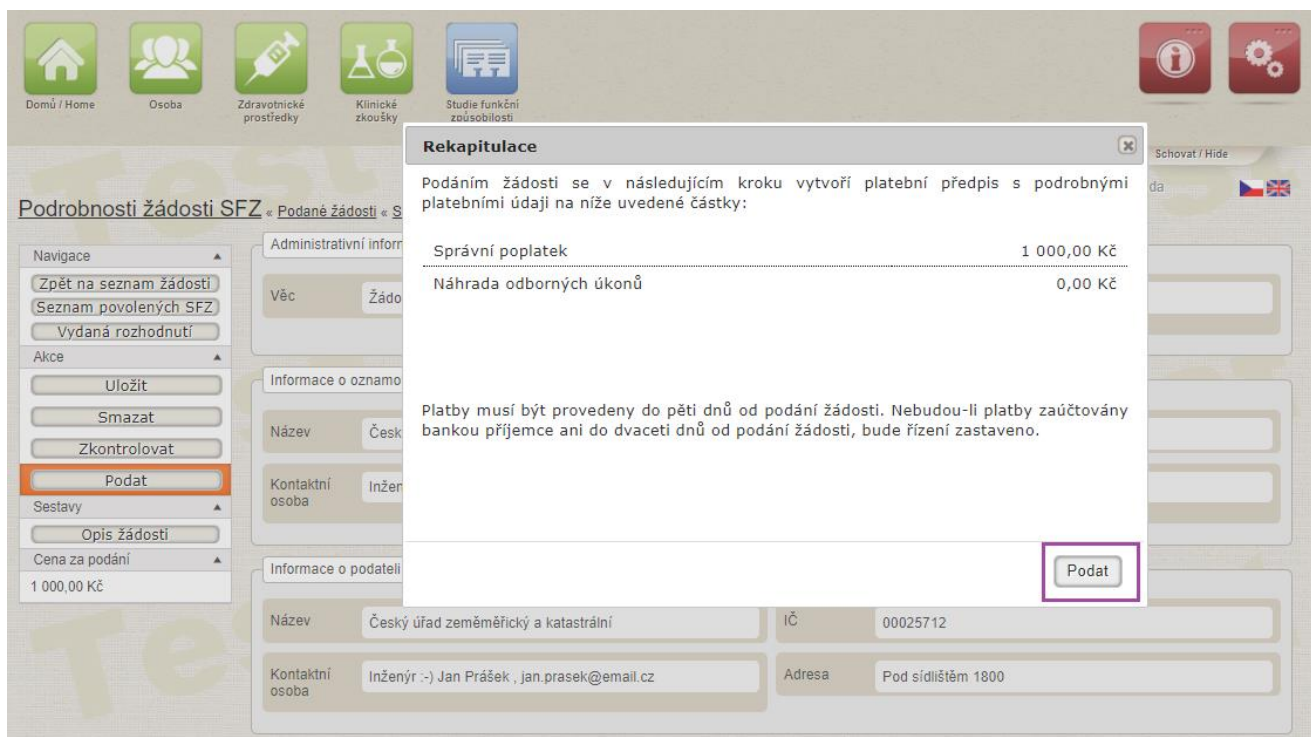 Domů / Home
Osoba
Zdravotnické
prostředky
Klinické
zkoušky
Studie funkční
způsobilosti
Schovat / Hide
Podrobnosti žádosti SFZ « Podané žádosti « S
Navigace
Zpět na seznam žádostí
Seznam povolených SFZ
Vydaná rozhodnutí
Akce
Uložit
Smazat
Zkontrolovat
Podat
Sestavy
Opis žádosti
Cena za podání
1 000,00 Kč
Rekapitulace
Podáním žádosti se v následujícím kroku vytvoří platební předpis s podrobnými
platebními údaji na níže uvedené částky:
Správní poplatek 1 000,00 Kč
Náhrada odborných úkonů 0,00 Kč
Platby musí být provedeny do pěti dnů od podání žádosti. Nebudou-li platby zaúčtovány
bankou příjemce ani do dvaceti dnů od podání žádosti, bude řízení zastaveno.
Podat
Administrativní inform
Věc Žádo
Informace o oznamo
Název Česk
Kontaktní
osoba Inžen
Informace o podateli
Název Český úřad zeměměřický a katastrální IČ 00025712
Kontaktní
osoba Inženýr :-) Jan Prášek , jan.prasek@email.cz Adresa Pod sídlištěm 1800
Test